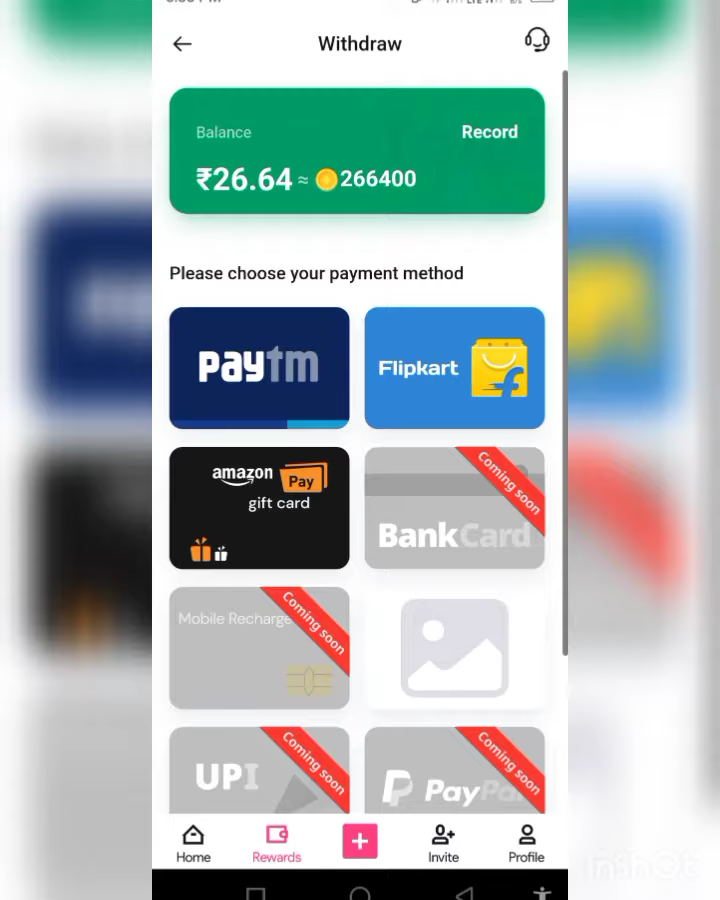 Withdraw
Balance
Record
₹26.64 ≈ 266400
Please choose your payment method
paytm
Flipkart
amazon
Pay
gift card
Coming soon
BankCard
Mobile Recharge
Coming soon
UPI
Coming soon
PayPal
Coming soon
Home
Rewards
Invite
Profile